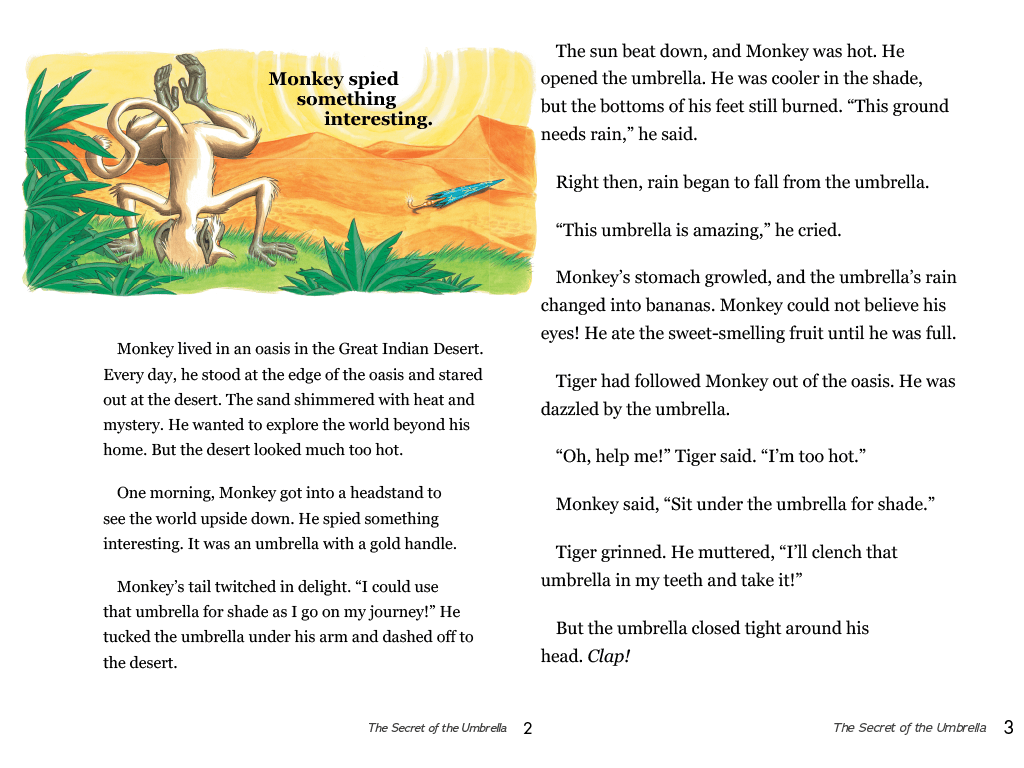 Monkey spied
something
interesting.
Monkey lived in an oasis in the Great Indian Desert.
Every day, he stood at the edge of the oasis and stared
out at the desert. The sand shimmered with heat and
mystery. He wanted to explore the world beyond his
home. But the desert looked much too hot.
One morning, Monkey got into a headstand to
see the world upside down. He spied something
interesting. It was an umbrella with a gold handle.
Monkey’s tail twitched in delight. “I could use
that umbrella for shade as I go on my journey!” He
tucked the umbrella under his arm and dashed off to
the desert.
The Secret of the Umbrella 2
The sun beat down, and Monkey was hot. He
opened the umbrella. He was cooler in the shade,
but the bottoms of his feet still burned. “This ground
needs rain,” he said.
Right then, rain began to fall from the umbrella.
“This umbrella is amazing,” he cried.
Monkey’s stomach growled, and the umbrella’s rain
changed into bananas. Monkey could not believe his
eyes! He ate the sweet-smelling fruit until he was full.
Tiger had followed Monkey out of the oasis. He was
dazzled by the umbrella.
“Oh, help me!” Tiger said. “I’m too hot.”
Monkey said, “Sit under the umbrella for shade.”
Tiger grinned. He muttered, “I’ll clench that
umbrella in my teeth and take it!”
But the umbrella closed tight around his
head. Clap!
The Secret of the Umbrella 3